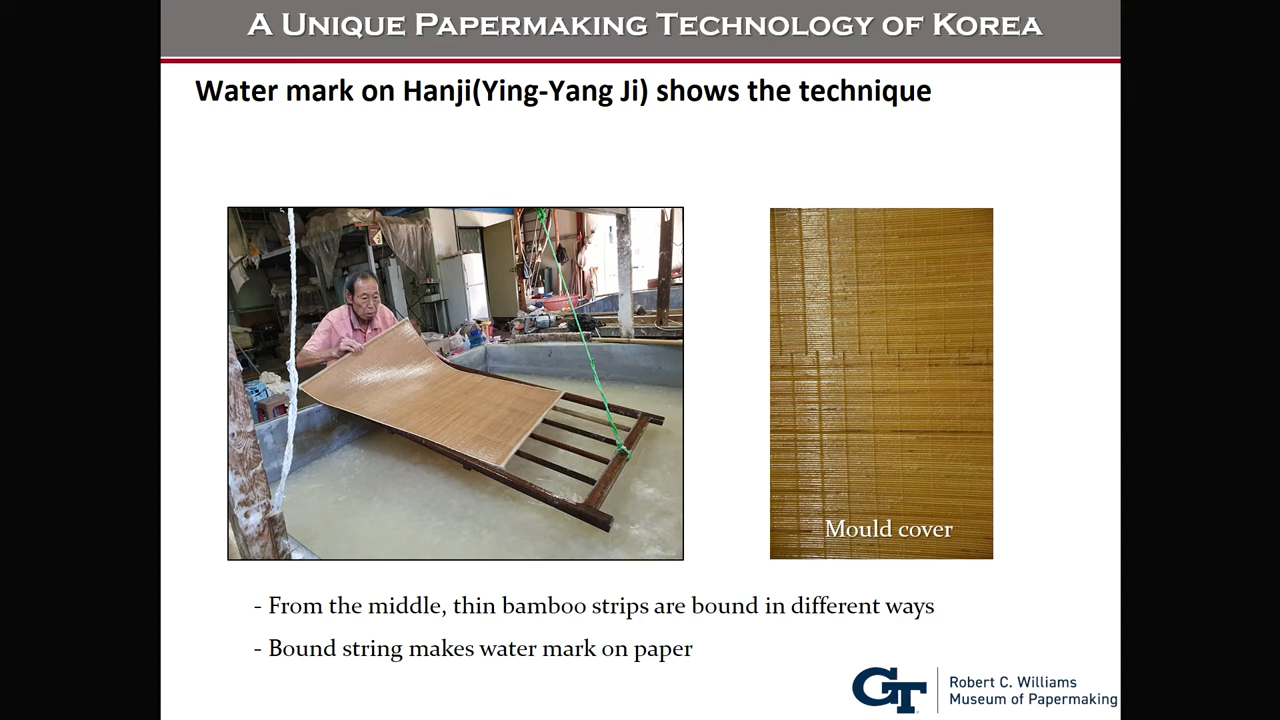 A Unique Papermaking Technology of Korea
Water mark on Hanji(Ying-Yang Ji) shows the technique
Mould cover
- From the middle, thin bamboo strips are bound in different ways
- Bound string makes water mark on paper
GT
Robert C. Williams
Museum of Papermaking